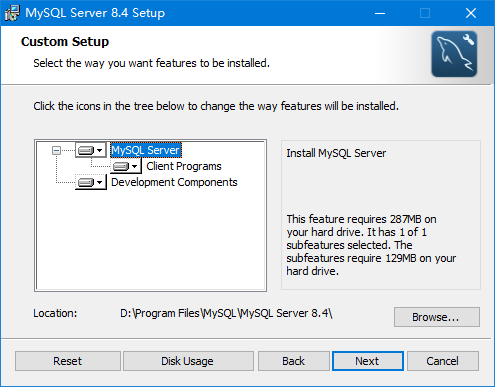 MySQL Server 8.4 Setup
Custom Setup
Select the way you want features to be installed.
Click the icons in the tree below to change the way features will be installed.
MySQL Server
Client Programs
Development Components
Install MySQL Server
This feature requires 287MB on
your hard drive. It has 1 of 1
subfeatures selected. The
subfeatures require 129MB on your
hard drive.
Location: D:\Program Files\MySQL\MySQL Server 8.4\
Browse...
Reset Disk Usage Back Next Cancel